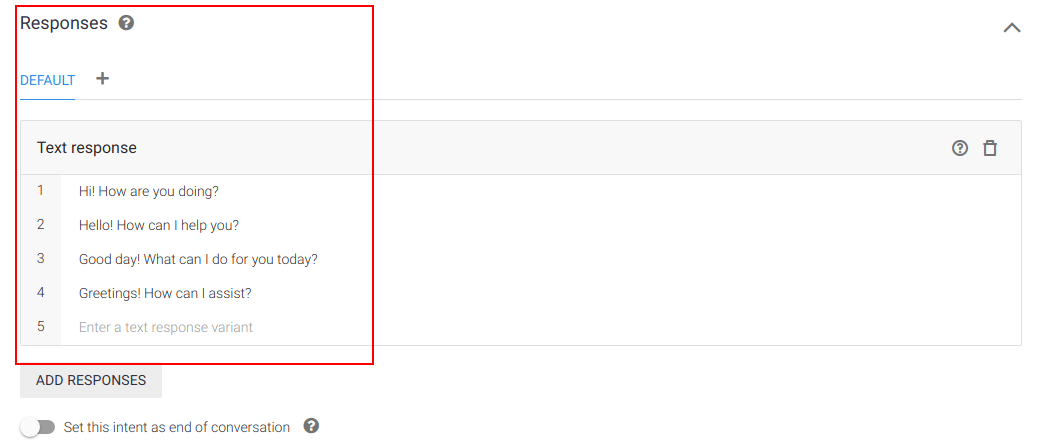 Responses
DEFAULT
Text response
1 Hi! How are you doing?
2 Hello! How can I help you?
3 Good day! What can I do for you today?
4 Greetings! How can I assist?
5 Enter a text response variant
ADD RESPONSES
Set this intent as end of conversation